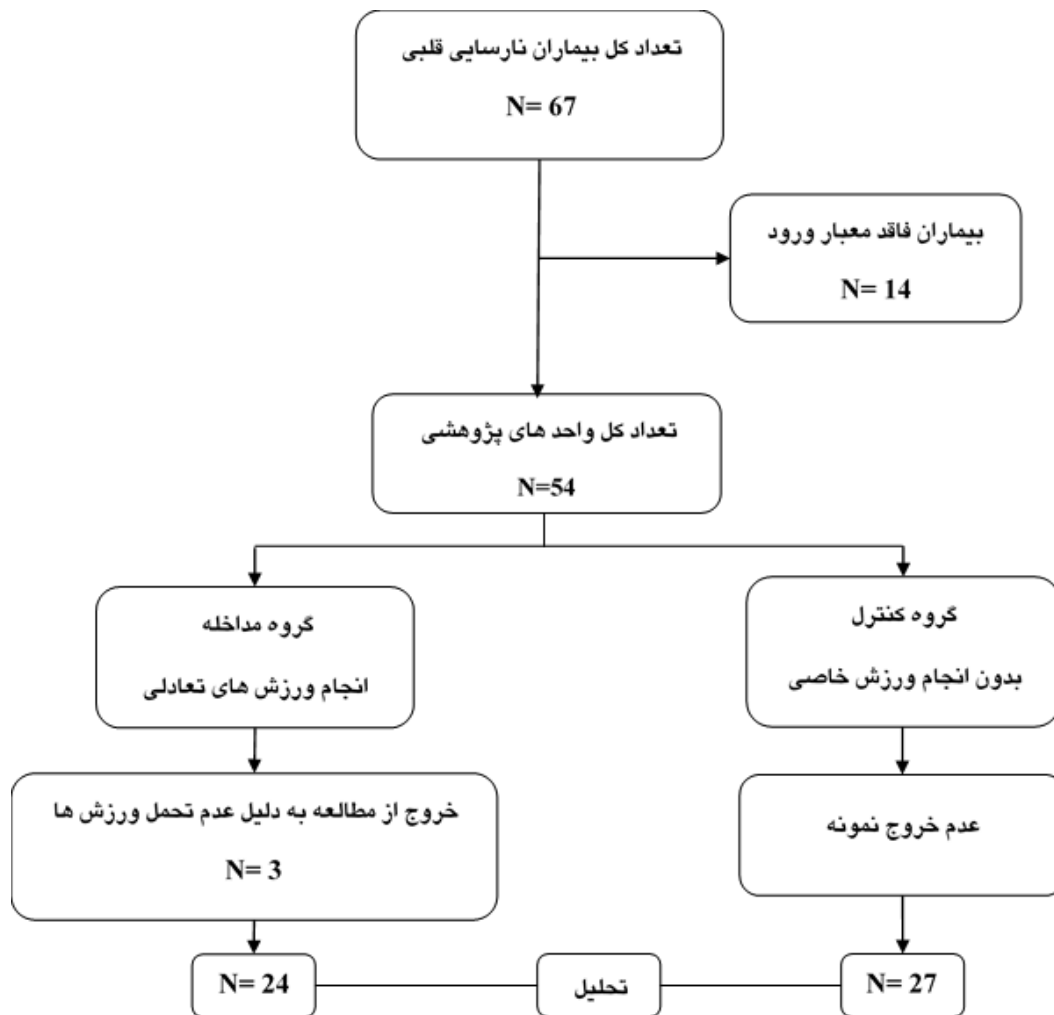 تعداد کل بیماران نارسایی قلبی
N= 67
بیماران فاقد معبار ورود
N= 14
تعداد کل واحد های پژوهشی
N=54
گروه کنترل
بدون انجام ورزش خاصی
گروه مداخله
انجام ورزش های تعادلی
عدم خروج نمونه
خروج از مطالعه به دلیل عدم تحمل ورزش ها
N= 3
N= 27
تحلیل
N= 24